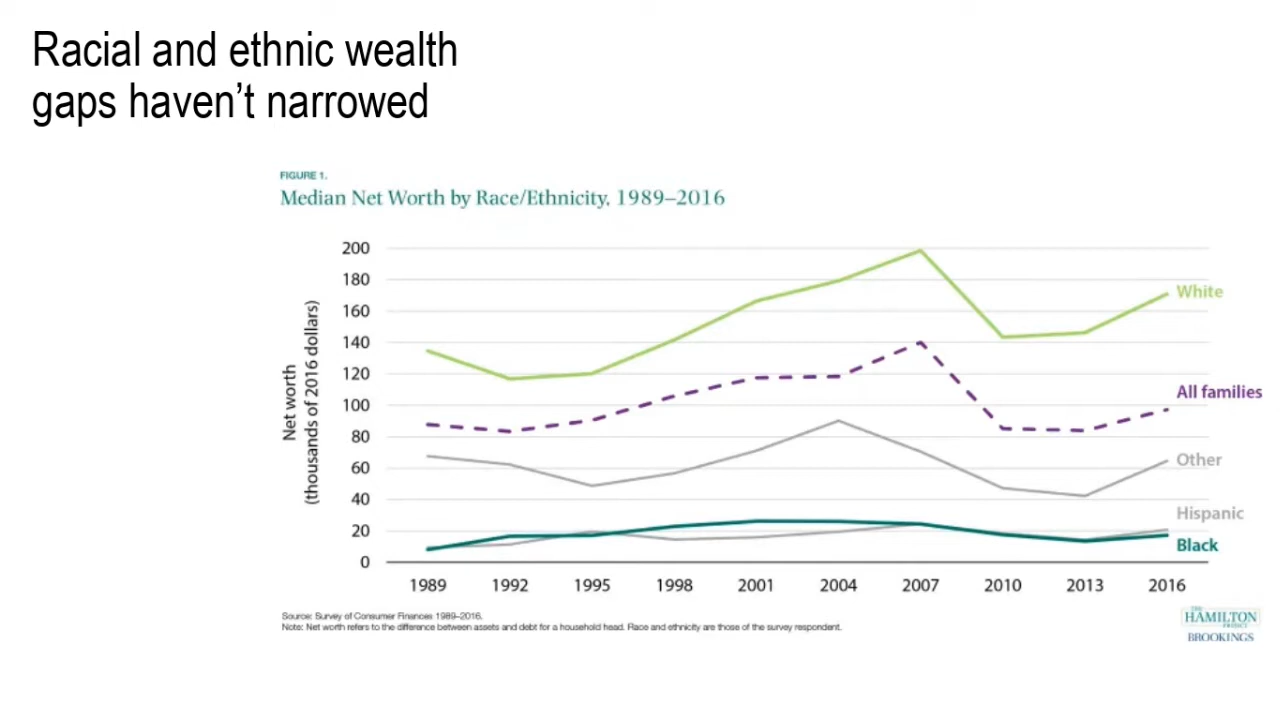 Racial and ethnic wealth
gaps haven’t narrowed
FIGURE 1.
Median Net Worth by Race/Ethnicity, 1989–2016
Net worth
(thousands of 2016 dollars)
200
180
160
140
120
100
80
60
40
20
0
White
All families
Other
Hispanic
Black
1989 1992 1995 1998 2001 2004 2007 2010 2013 2016
Source: Survey of Consumer Finances 1989–2016.
Note: Net worth refers to the difference between assets and debt for a household head. Race and ethnicity are those of the survey respondent.
THE
HAMILTON
PROJECT
BROOKINGS